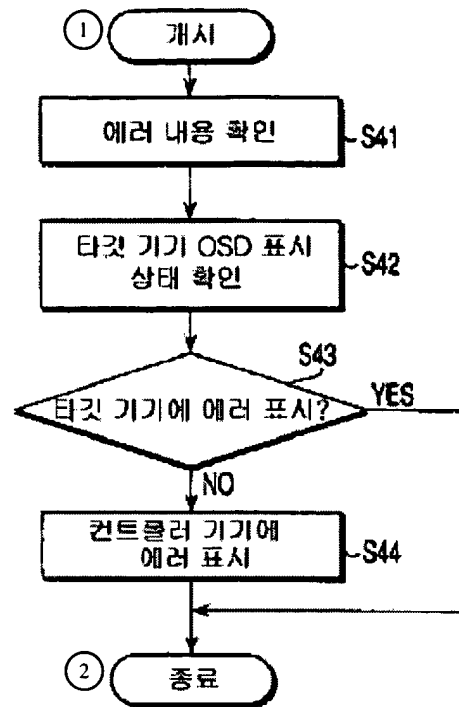 1
개시
에러 내용 확인
S41
타깃 기기 OSD 표시
상태 확인
S42
S43
타깃 기기에 에러 표시?
YES
NO
컨트롤러 기기에
에러 표시
S44
2
종료